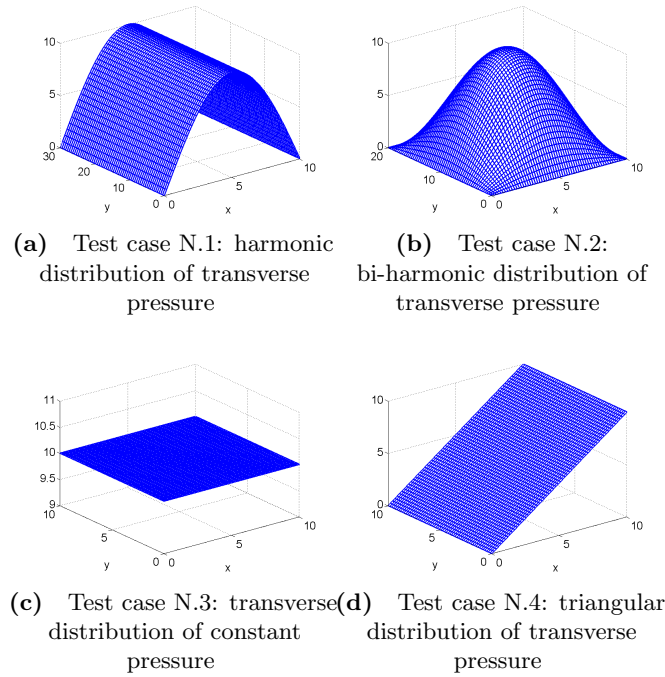 10
5
0
30
20
10
0
0
5
10
y
x
10
5
0
20
10
0
0
5
10
y
x
(a) Test case N.1: harmonic
distribution of transverse
pressure
(b) Test case N.2:
bi-harmonic distribution of
transverse pressure
11
10.5
10
9.5
9
10
5
0
0
5
10
y
x
10
5
0
10
5
0
0
5
10
y
x
(c) Test case N.3: transverse
distribution of constant
pressure
(d) Test case N.4: triangular
distribution of transverse
pressure